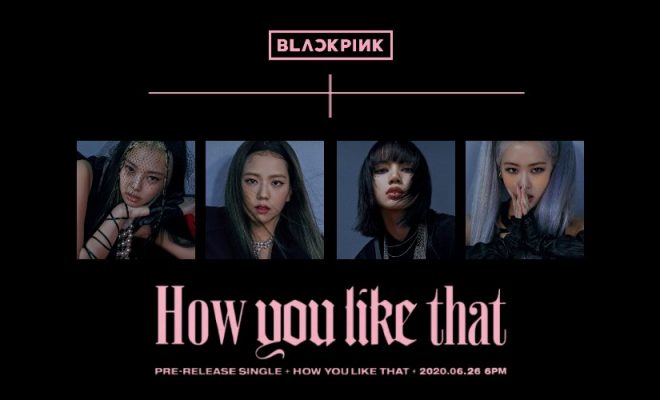 BLACKPINK
How you like that
PRE-RELEASE SINGLE + HOW YOU LIKE THAT + 2020.06.26 6PM